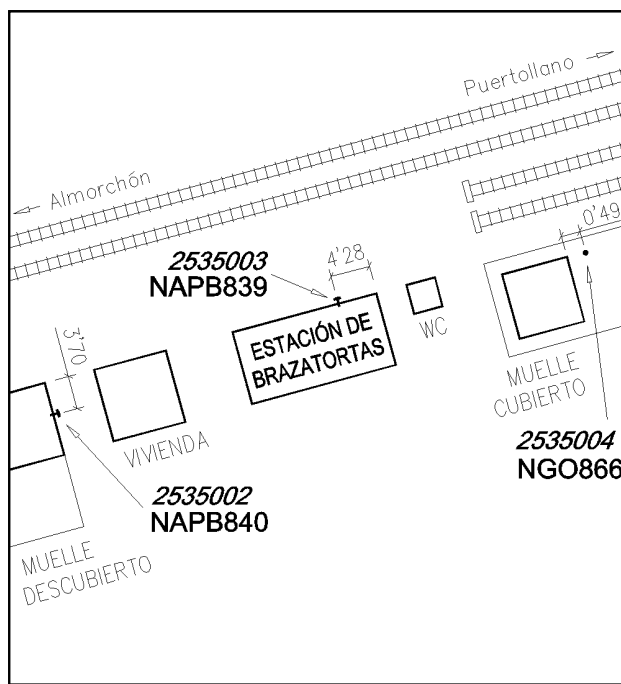 Puertollano
Almorchón
0'49
4'28
2535003
NAPB839
3'70
ESTACIÓN DE
BRAZATORTAS
WC
MUELLE
CUBIERTO
VIVIENDA
2535004
NGO866
2535002
NAPB840
MUELLE
DESCUBIERTO